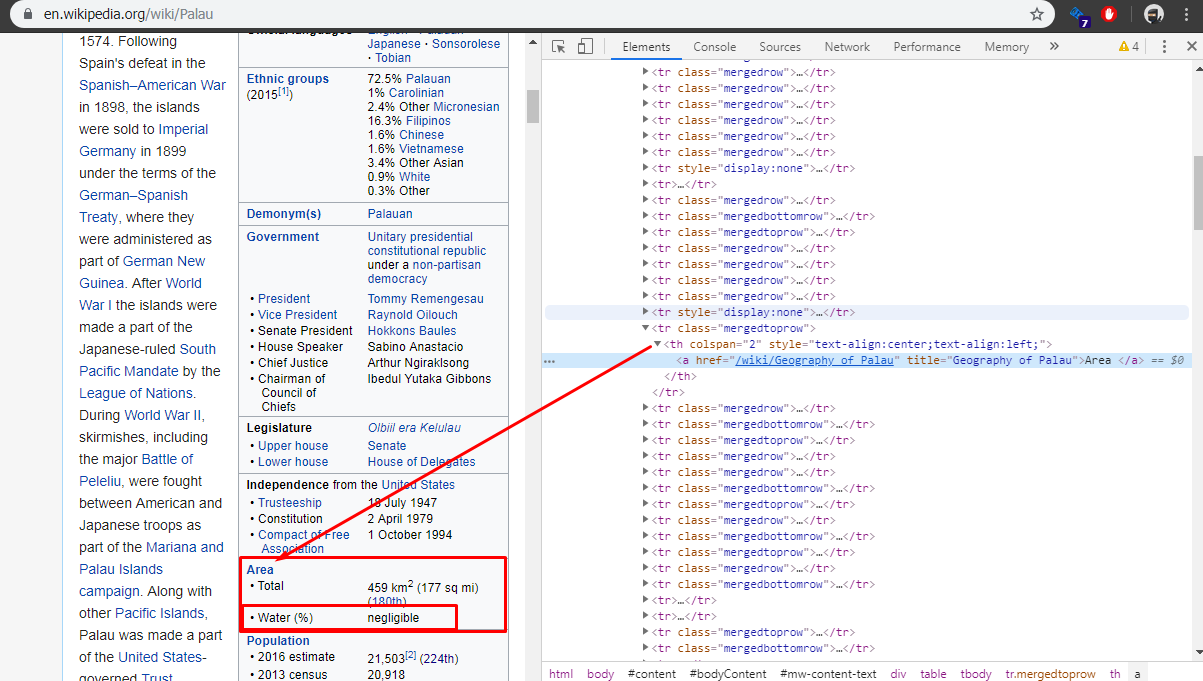 en.wikipedia.org/wiki/Palau
7
1574. Following
Spain's defeat in the
Spanish–American War
in 1898, the islands
were sold to Imperial
Germany in 1899
under the terms of the
German–Spanish
Treaty, where they
were administered as
part of German New
Guinea. After World
War I the islands were
made a part of the
Japanese-ruled South
Pacific Mandate by the
League of Nations.
During World War II,
skirmishes, including
the major Battle of
Peleliu, were fought
between American and
Japanese troops as
part of the Mariana and
Palau Islands
campaign. Along with
other Pacific Islands,
Palau was made a part
of the United States-
governed Trust
Japanese · Sonsorolese
· Tobian
Ethnic groups
(2015[1])
72.5% Palauan
1% Carolinian
2.4% Other Micronesian
16.3% Filipinos
1.6% Chinese
1.6% Vietnamese
3.4% Other Asian
0.9% White
0.3% Other
Demonym(s) Palauan
Government Unitary presidential
constitutional republic
under a non-partisan
democracy
• President Tommy Remengesau
• Vice President Raynold Oilouch
• Senate President Hokkons Baules
• House Speaker Sabino Anastacio
• Chief Justice Arthur Ngiraklsong
• Chairman of Ibedul Yutaka Gibbons
Council of
Chiefs
Legislature Olbiil era Kelulau
• Upper house Senate
• Lower house House of Delegates
Independence from the United States
• Trusteeship 18 July 1947
• Constitution 2 April 1979
• Compact of Free 1 October 1994
Association
Area
• Total 459 km2 (177 sq mi)
(180th)
• Water (%) negligible
Population
• 2016 estimate 21,503[2] (224th)
• 2013 census 20,918
Elements Console Sources Network Performance Memory » 4
<tr class="mergedrow">…</tr>
<tr class="mergedrow">…</tr>
<tr class="mergedrow">…</tr>
<tr class="mergedrow">…</tr>
<tr class="mergedrow">…</tr>
<tr class="mergedrow">…</tr>
<tr style="display:none">…</tr>
<tr>…</tr>
<tr class="mergedrow">…</tr>
<tr class="mergedbottomrow">…</tr>
<tr class="mergedtoprow">…</tr>
<tr class="mergedrow">…</tr>
<tr class="mergedrow">…</tr>
<tr class="mergedrow">…</tr>
<tr class="mergedrow">…</tr>
<tr style="display:none">…</tr>
<tr class="mergedtoprow">
<th colspan="2" style="text-align:center;text-align:left;">
<a href="/wiki/Geography_of_Palau" title="Geography of Palau">Area </a> == $0
</th>
</tr>
<tr class="mergedrow">…</tr>
<tr class="mergedbottomrow">…</tr>
<tr class="mergedtoprow">…</tr>
<tr class="mergedrow">…</tr>
<tr class="mergedrow">…</tr>
<tr class="mergedbottomrow">…</tr>
<tr class="mergedtoprow">…</tr>
<tr class="mergedrow">…</tr>
<tr class="mergedbottomrow">…</tr>
<tr class="mergedtoprow">…</tr>
<tr class="mergedrow">…</tr>
<tr class="mergedbottomrow">…</tr>
<tr>…</tr>
<tr>…</tr>
<tr class="mergedrow">…</tr>
<tr class="mergedbottomrow">…</tr>
html body #content #bodyContent #mw-content-text div table tbody tr.mergedtoprow th a